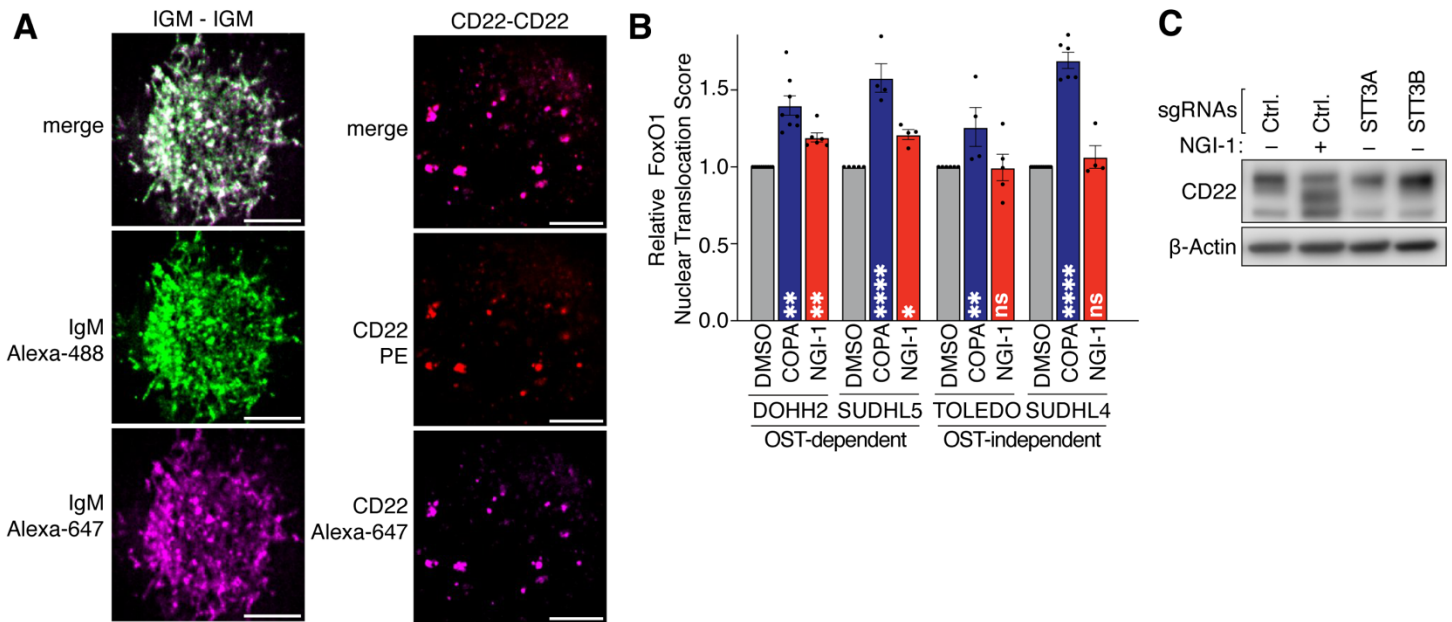 A
IGM - IGM
merge
IgM
Alexa-488
IgM
Alexa-647
CD22-CD22
merge
CD22
PE
CD22
Alexa-647
B
Relative FoxO1
Nuclear Translocation Score
1.5
1.0
0.5
0.0
** ** **** * ** ns **** ns
DMSO COPA NGI-1 DMSO COPA NGI-1 DMSO COPA NGI-1 DMSO COPA NGI-1
DOHH2 SUDHL5 TOLEDO SUDHL4
OST-dependent OST-independent
C
sgRNAs Ctrl. Ctrl. STT3A STT3B
NGI-1: – + – –
CD22
β-Actin